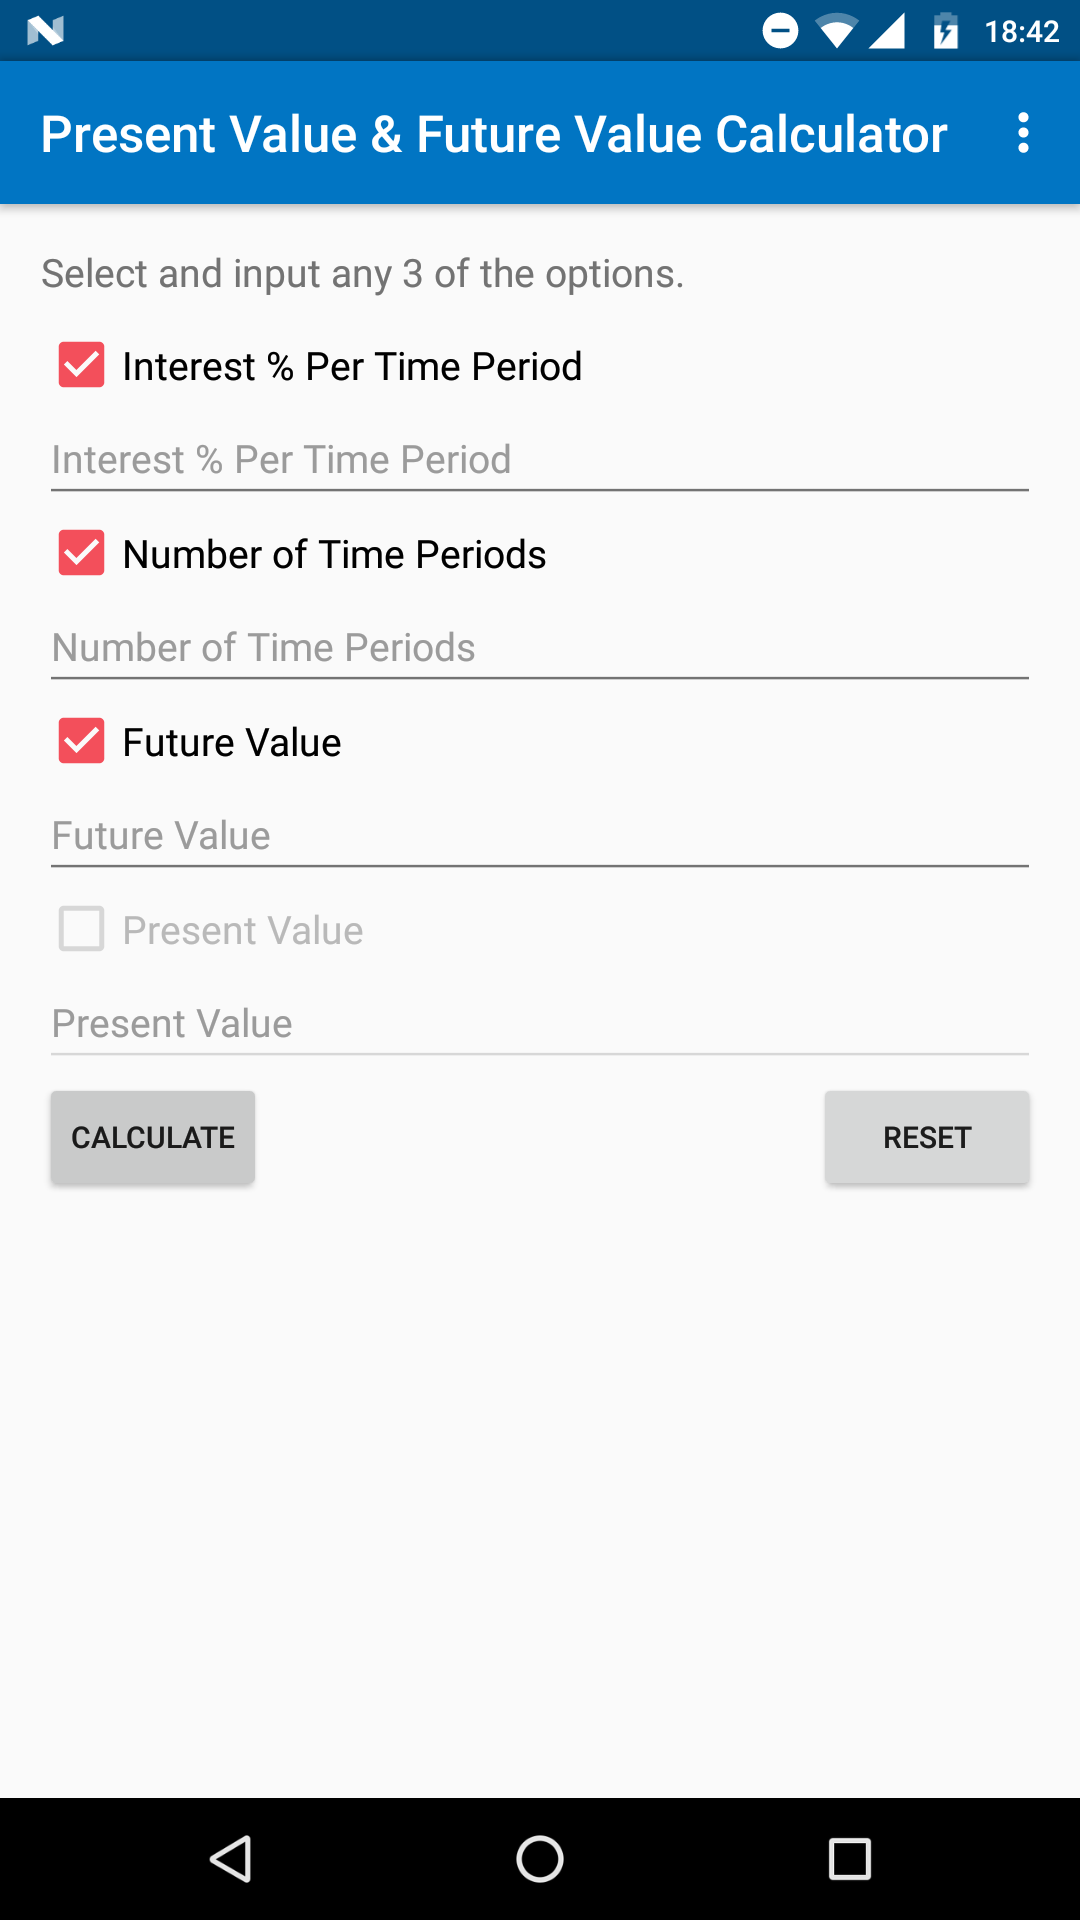 18:42
Present Value & Future Value Calculator
Select and input any 3 of the options.
Interest % Per Time Period
Interest % Per Time Period
Number of Time Periods
Number of Time Periods
Future Value
Future Value
Present Value
Present Value
CALCULATE RESET